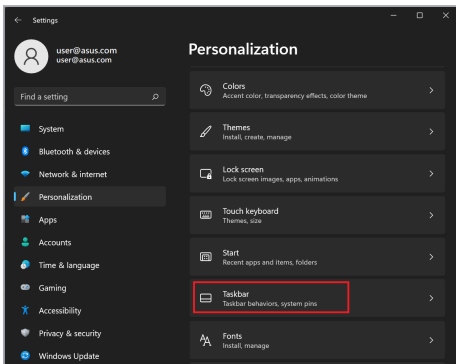 Settings
user@asus.com
user@asus.com
Find a setting
System
Bluetooth & devices
Network & internet
Personalization
Apps
Accounts
Time & language
Gaming
Accessibility
Privacy & security
Windows Update
Personalization
Colors
Accent color, transparency effects, color theme
Themes
Install, create, manage
Lock screen
Lock screen images, apps, animations
Touch keyboard
Themes, size
Start
Recent apps and items, folders
Taskbar
Taskbar behaviors, system pins
Fonts
Install, manage